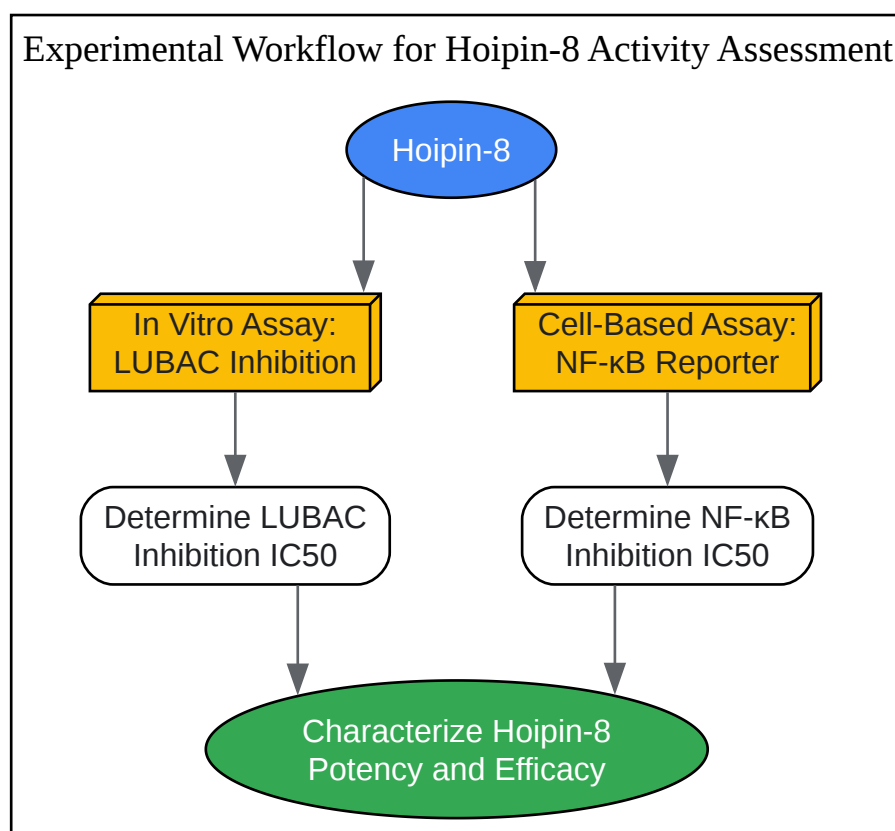 Experimental Workflow for Hoipin-8 Activity Assessment
Hoipin-8
In Vitro Assay:
LUBAC Inhibition
Cell-Based Assay:
NF-κB Reporter
Determine LUBAC
Inhibition IC50
Determine NF-κB
Inhibition IC50
Characterize Hoipin-8
Potency and Efficacy